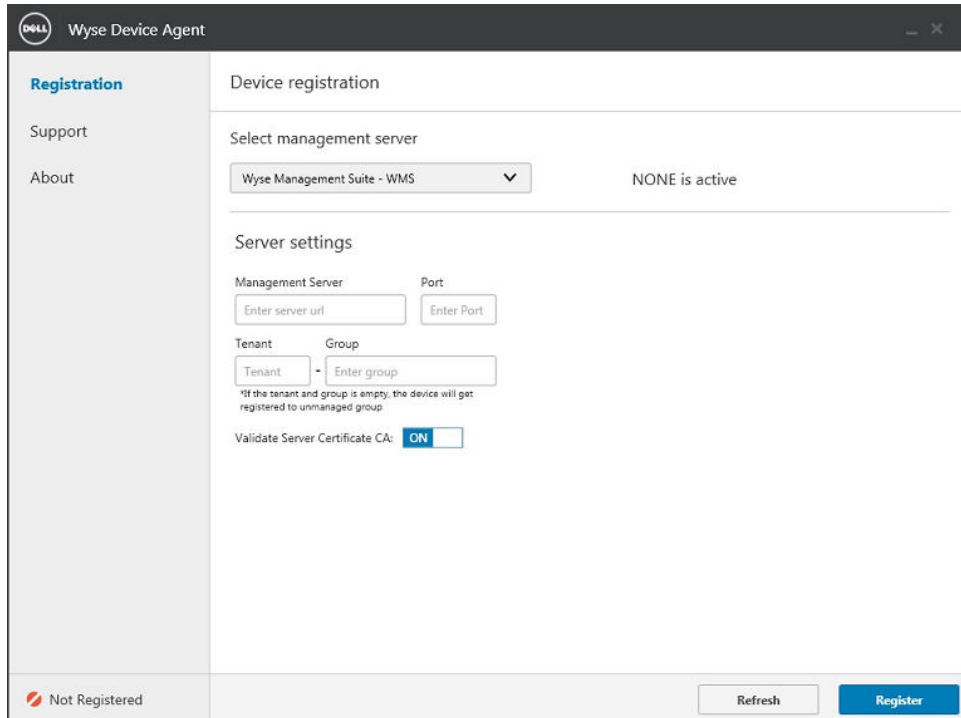 DELL
Wyse Device Agent
Registration
Support
About
Device registration
Select management server
Wyse Management Suite - WMS
NONE is active
Server settings
Management Server Port
Enter server url Enter Port
Tenant Group
Tenant - Enter group
*If the tenant and group is empty, the device will get
registered to unmanaged group
Validate Server Certificate CA: ON
Not Registered
Refresh Register